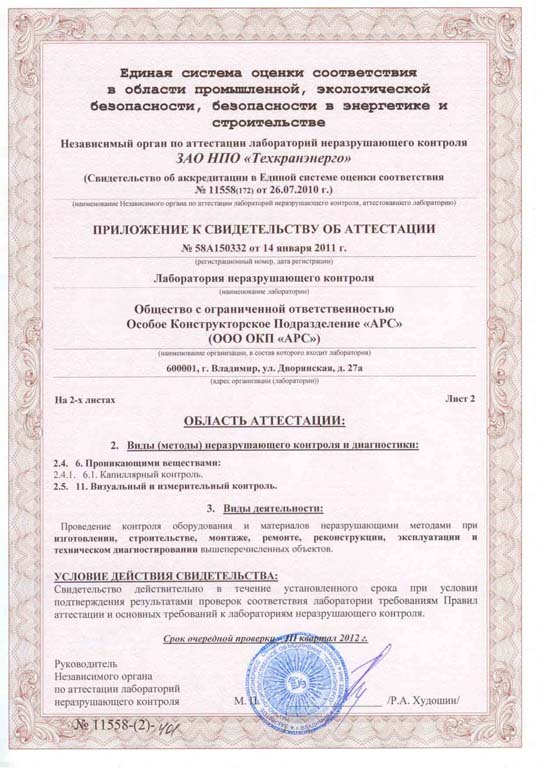 Единая система оценки соответствия
в области промышленной, экологической
безопасности, безопасности в энергетике и
строительстве
Независимый орган по аттестации лабораторий неразрушающего контроля
ЗАО НПО «Техкранэнерго»
(Свидетельство об аккредитации в Единой системе оценки соответствия
№ 11558(172) от 26.07.2010 г.)
(наименование Независимого органа по аттестации лабораторий неразрушающего контроля, аттестовавшего лабораторию)
ПРИЛОЖЕНИЕ К СВИДЕТЕЛЬСТВУ ОБ АТТЕСТАЦИИ
№ 58А150332 от 14 января 2011 г.
(регистрационный номер, дата регистрации)
Лаборатория неразрушающего контроля
(наименование лаборатории)
Общество с ограниченной ответственностью
Особое Конструкторское Подразделение «АРС»
(ООО ОКП «АРС»)
(наименование организации, в состав которого входит лаборатория)
600001, г. Владимир, ул. Дворянская, д. 27а
(адрес организации (лаборатории))
На 2-х листах Лист 2
ОБЛАСТЬ АТТЕСТАЦИИ:
2. Виды (методы) неразрушающего контроля и диагностики:
2.4. 6. Проникающими веществами:
2.4.1. 6.1. Капиллярный контроль.
2.5. 11. Визуальный и измерительный контроль.
3. Виды деятельности:
Проведение контроля оборудования и материалов неразрушающими методами при
изготовлении, строительстве, монтаже, ремонте, реконструкции, эксплуатации и
техническом диагностировании вышеперечисленных объектов.
УСЛОВИЕ ДЕЙСТВИЯ СВИДЕТЕЛЬСТВА:
Свидетельство действительно в течение установленного срока при условии
подтверждения результатами проверок соответствия лаборатории требованиям Правил
аттестации и основных требований к лабораториям неразрушающего контроля.
Срок очередной проверки – III квартал 2012 г.
Руководитель
Независимого органа
по аттестации лабораторий
неразрушающего контроля М. П. /Р.А. Худошин/
№ 11558-(2)-